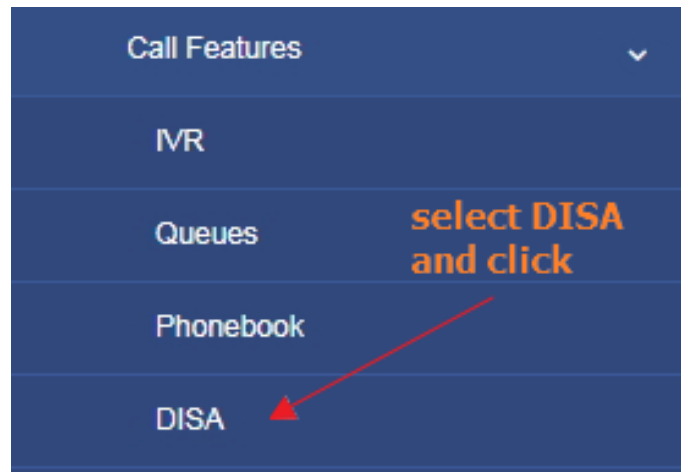 Call Features
IVR
Queues
select DISA
and click
Phonebook
DISA